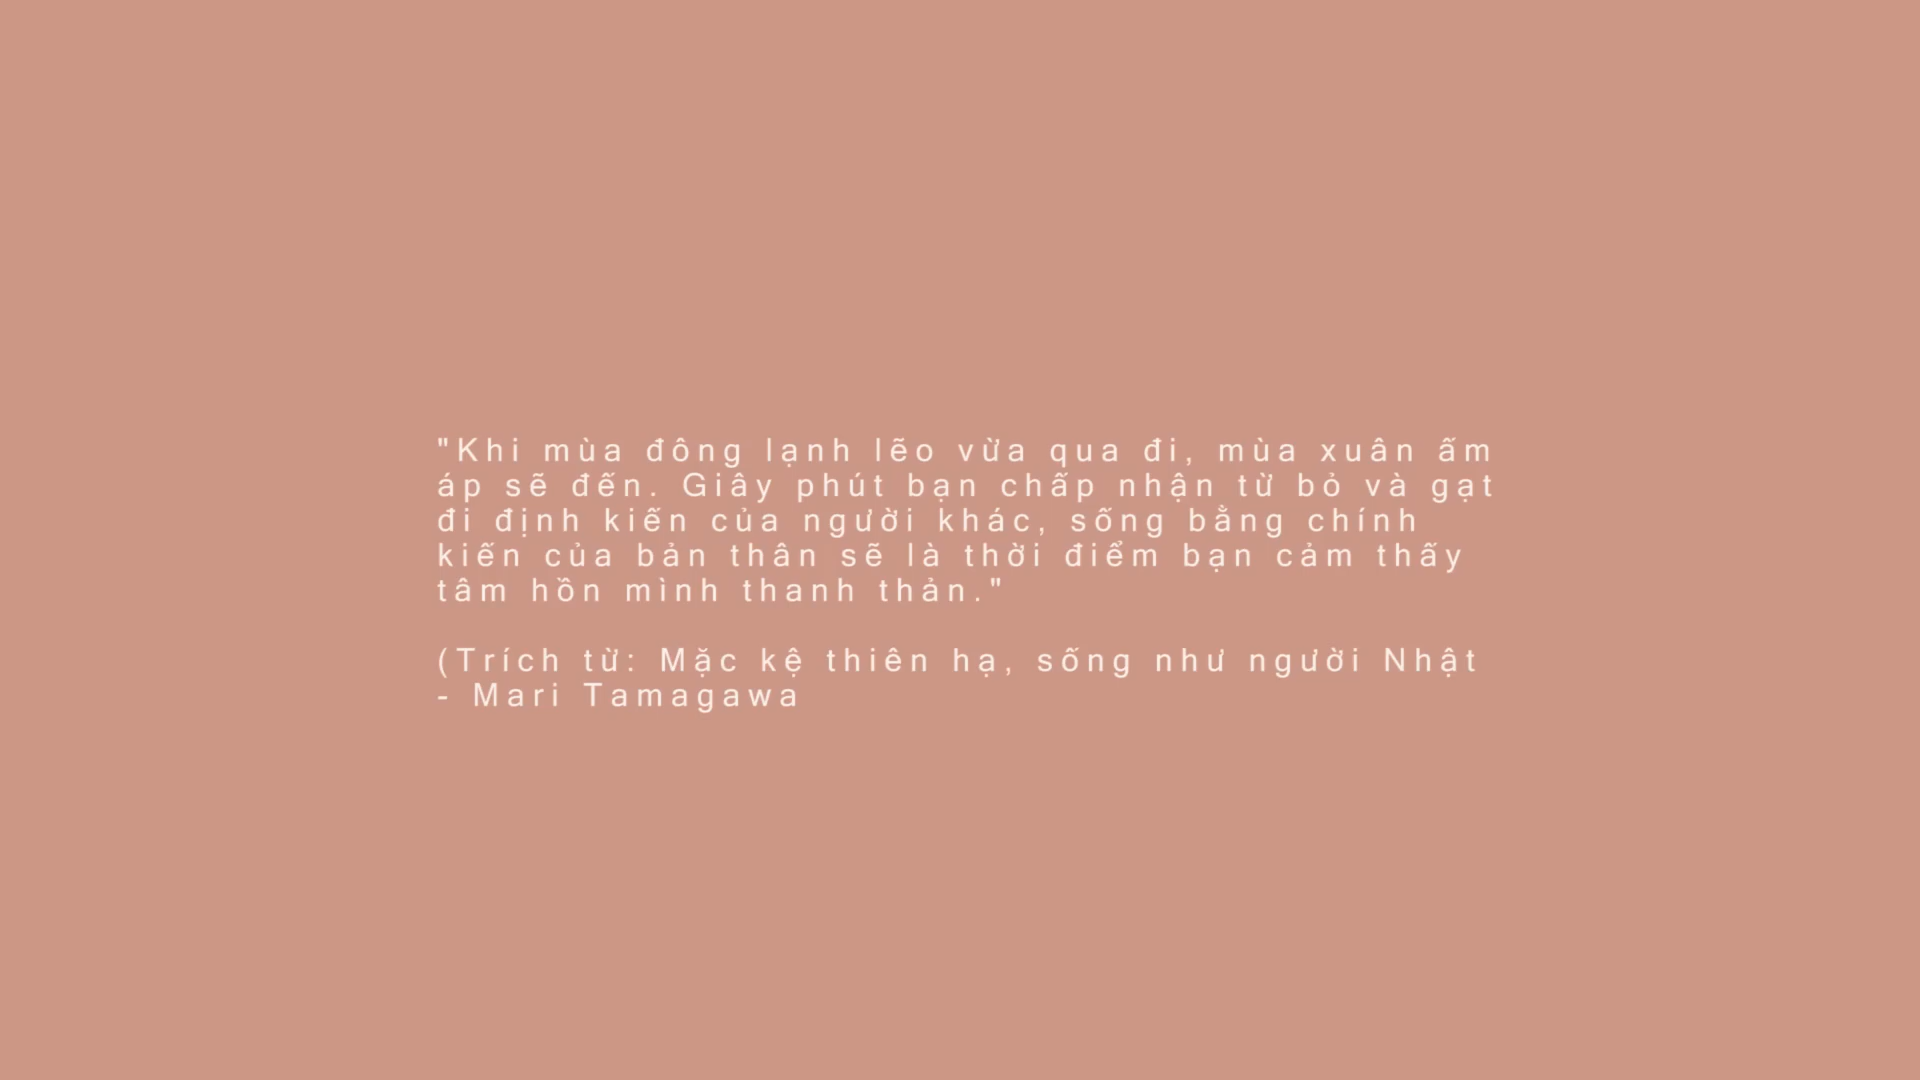 "Khi mùa đông lạnh lẽo vừa qua đi, mùa xuân ấm
áp sẽ đến. Giây phút bạn chấp nhận từ bỏ và gạt
đi định kiến của người khác, sống bằng chính
kiến của bản thân sẽ là thời điểm bạn cảm thấy
tâm hồn mình thanh thản."
(Trích từ: Mặc kệ thiên hạ, sống như người Nhật
- Mari Tamagawa